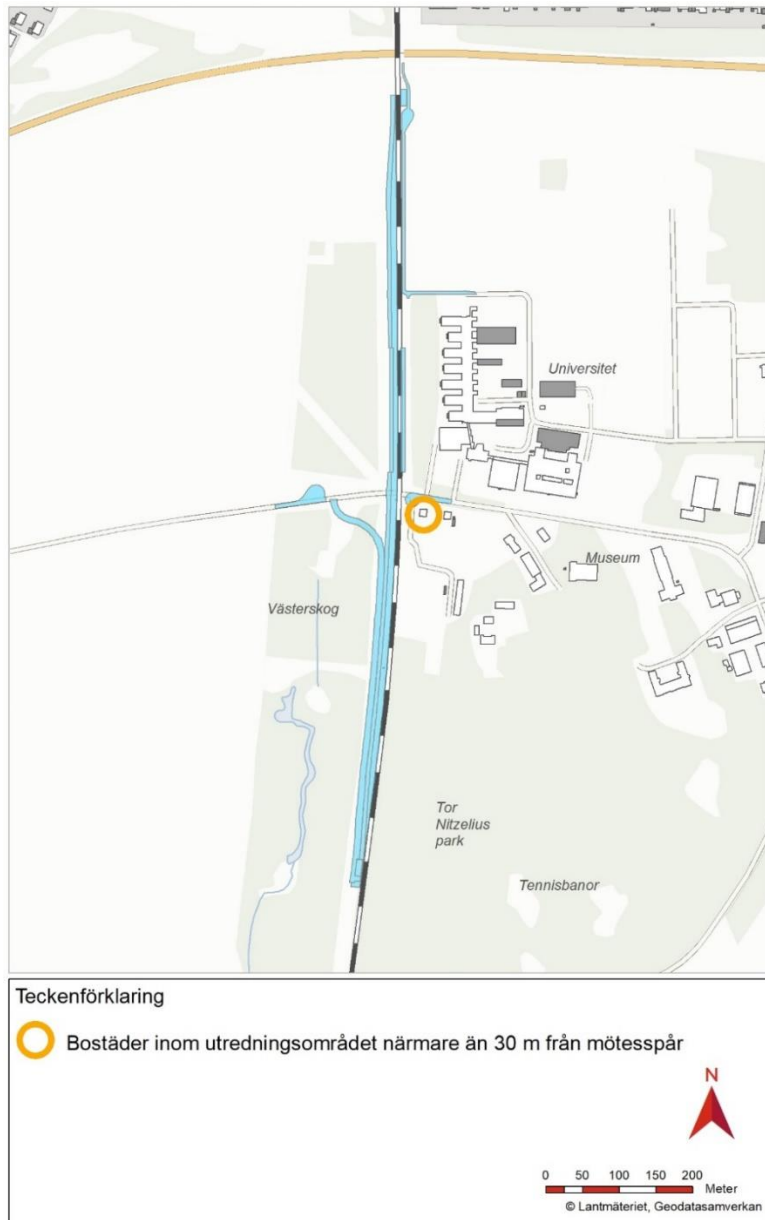 Universitet
Museum
Västerskog
Tor
Nitzelius
park
Tennisbanor
Teckenförklaring
Bostäder inom utredningsområdet närmare än 30 m från mötesspår
N
0 50 100 150 200
Meter
© Lantmäteriet, Geodatasamverkan